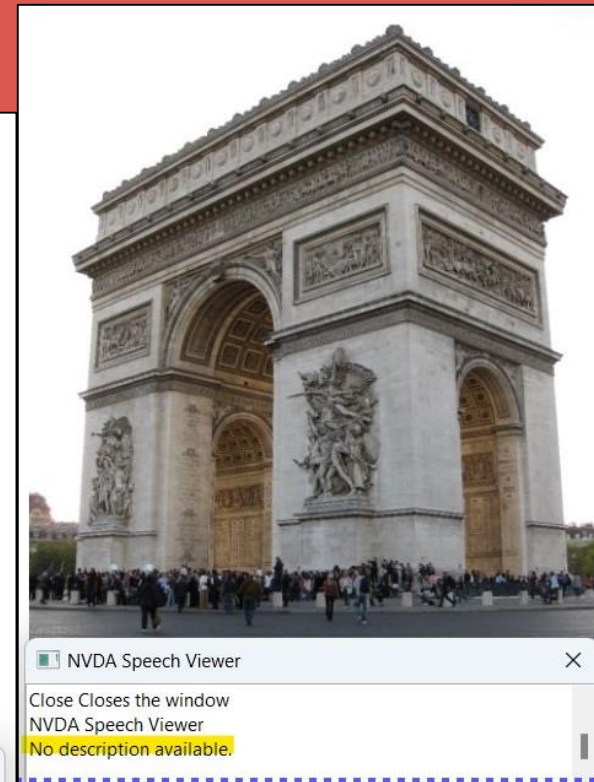 NVDA Speech Viewer
Close Closes the window
NVDA Speech Viewer
No description available.